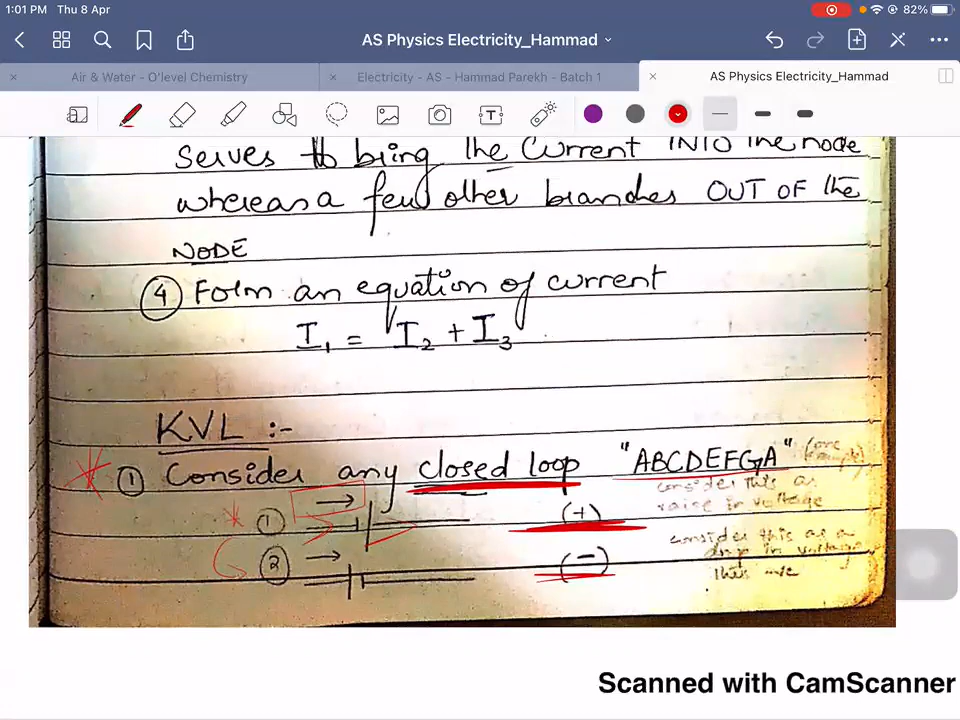 1:01 PM Thu 8 Apr
82%
AS Physics Electricity_Hammad
Air & Water - O'level Chemistry
Electricity - AS - Hammad Parekh - Batch 1
AS Physics Electricity_Hammad
serves to bring the current INTO the node
whereas a few other branches OUT OF the
NODE
4 Form an equation of current
I1 = I2 + I3
KVL :-
1 Consider any closed loop "ABCDEFGA" (one example)
consider this as
raise in voltage
1 (+)
consider this as a
drop in voltage
2 (-)
this
Scanned with CamScanner